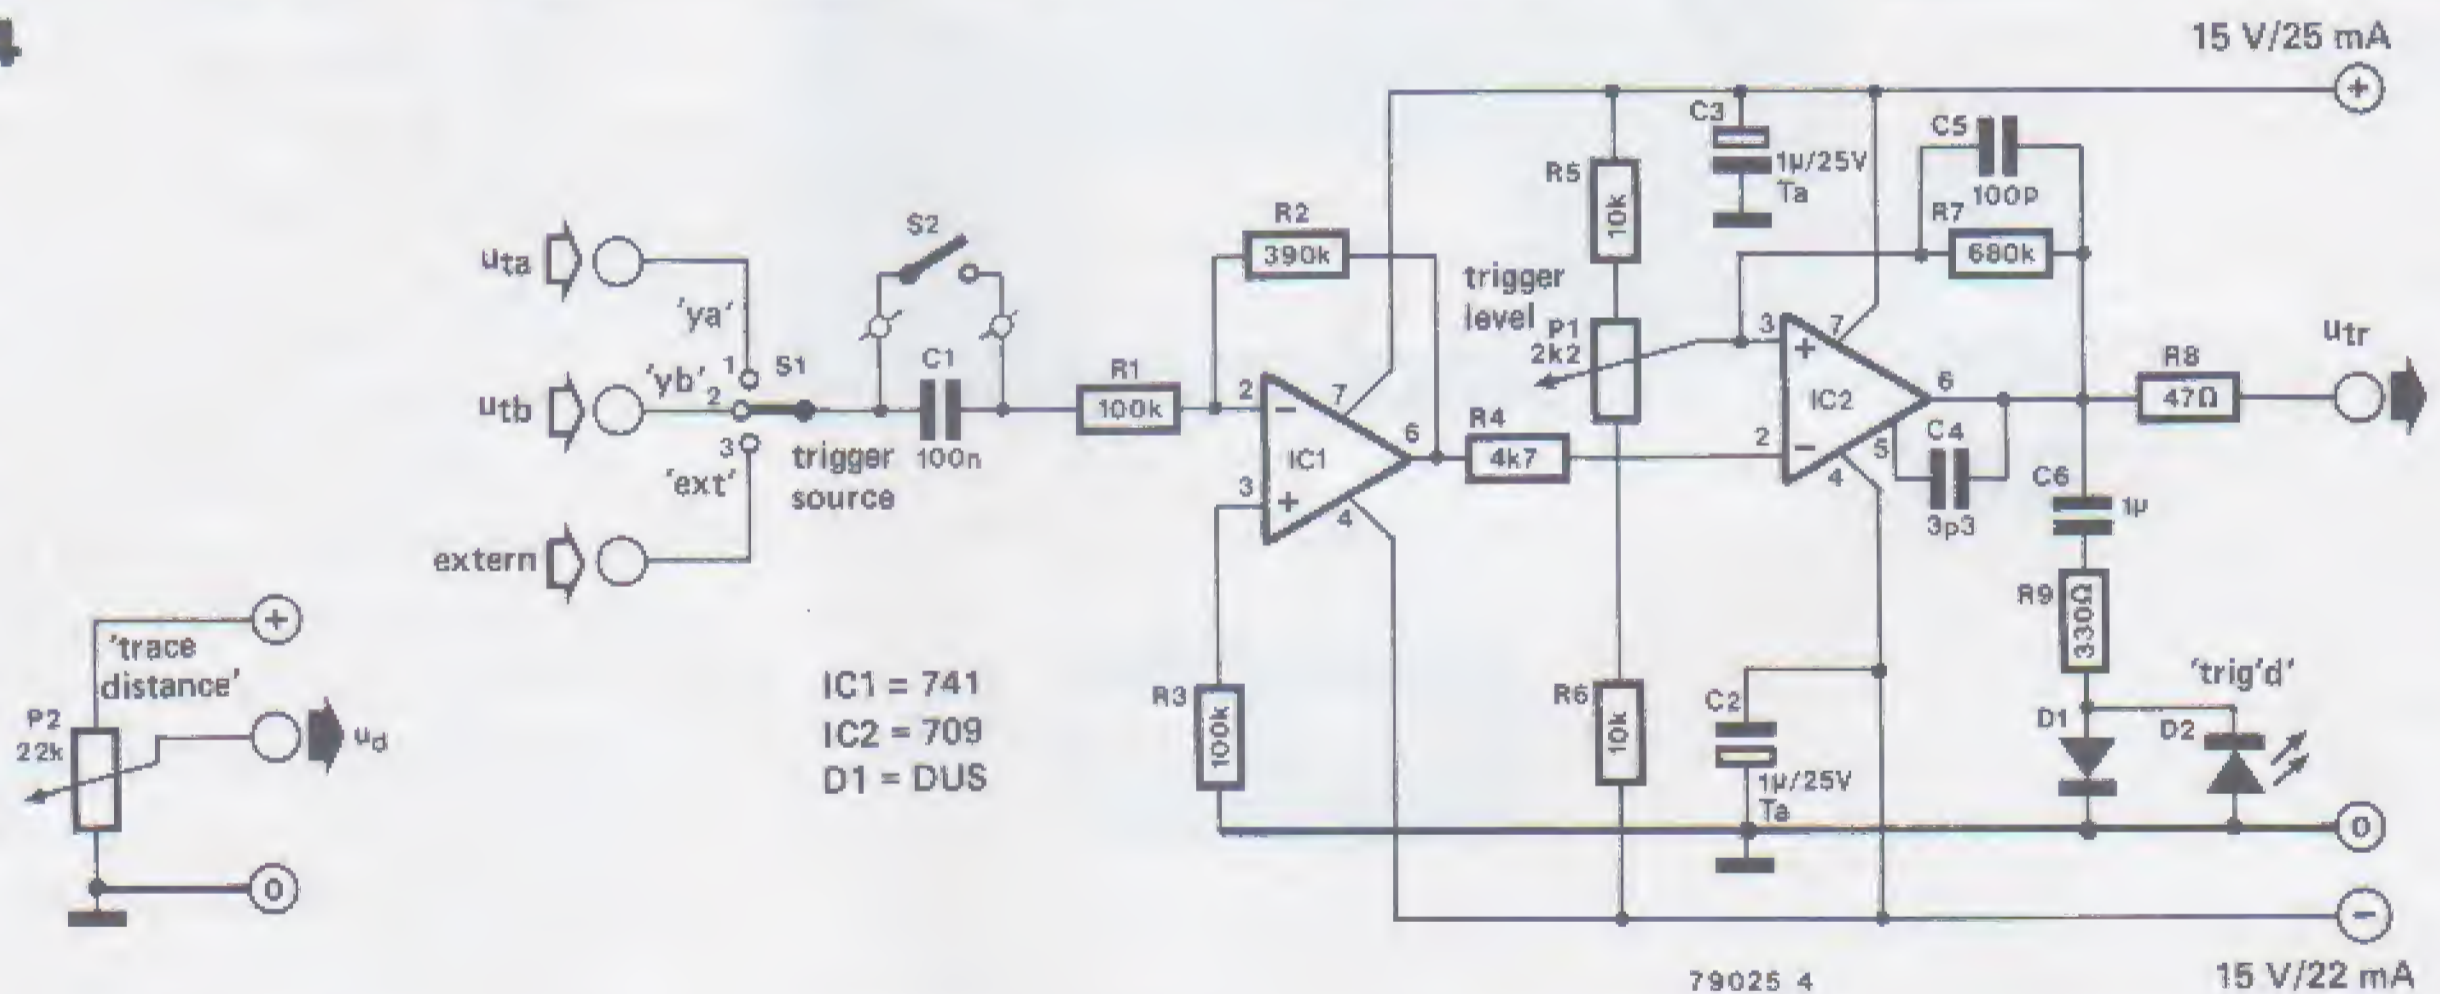 4
15 V/25 mA
+
C3
1µ/25V
Ta
C5
100p
R5
10k
R7
680k
S2
R2
390k
uta
'ya'
1
S1
trigger
level
P1
2k2
3
+
7
IC2
6
2
−
5
4
C4
3p3
R8
47Ω
utr
utb
'yb'
2
C1
100n
R1
100k
2
−
7
IC1
6
3
+
4
R4
4k7
3
'ext'
trigger
source
extern
C6
1µ
R9
330Ω
+
'trace
distance'
P2
22k
ud
0
IC1 = 741
IC2 = 709
D1 = DUS
R3
100k
R6
10k
C2
1µ/25V
Ta
'trig'd'
D1
D2
0
−
79025 4
15 V/22 mA